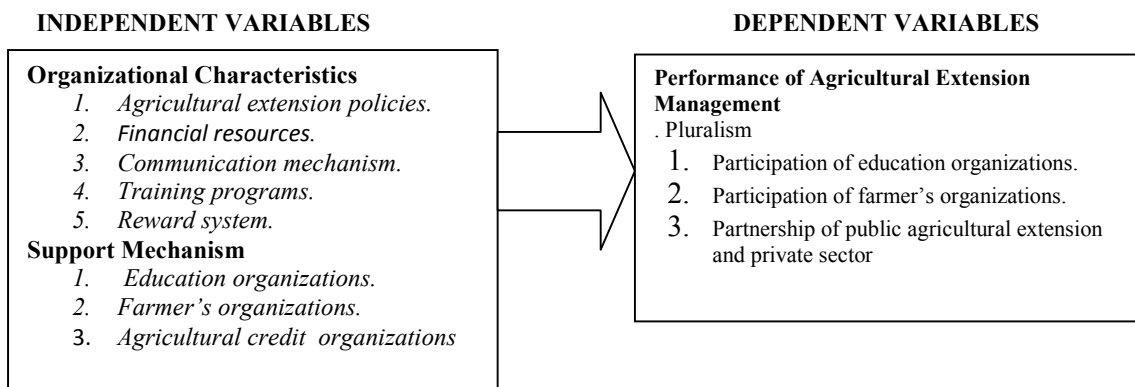 INDEPENDENT VARIABLES
Organizational Characteristics
1. Agricultural extension policies.
2. Financial resources.
3. Communication mechanism.
4. Training programs.
5. Reward system.
Support Mechanism
1. Education organizations.
2. Farmer's organizations.
3. Agricultural credit organizations
DEPENDENT VARIABLES
Performance of Agricultural Extension
Management
. Pluralism
1. Participation of education organizations.
2. Participation of farmer's organizations.
3. Partnership of public agricultural extension
and private sector